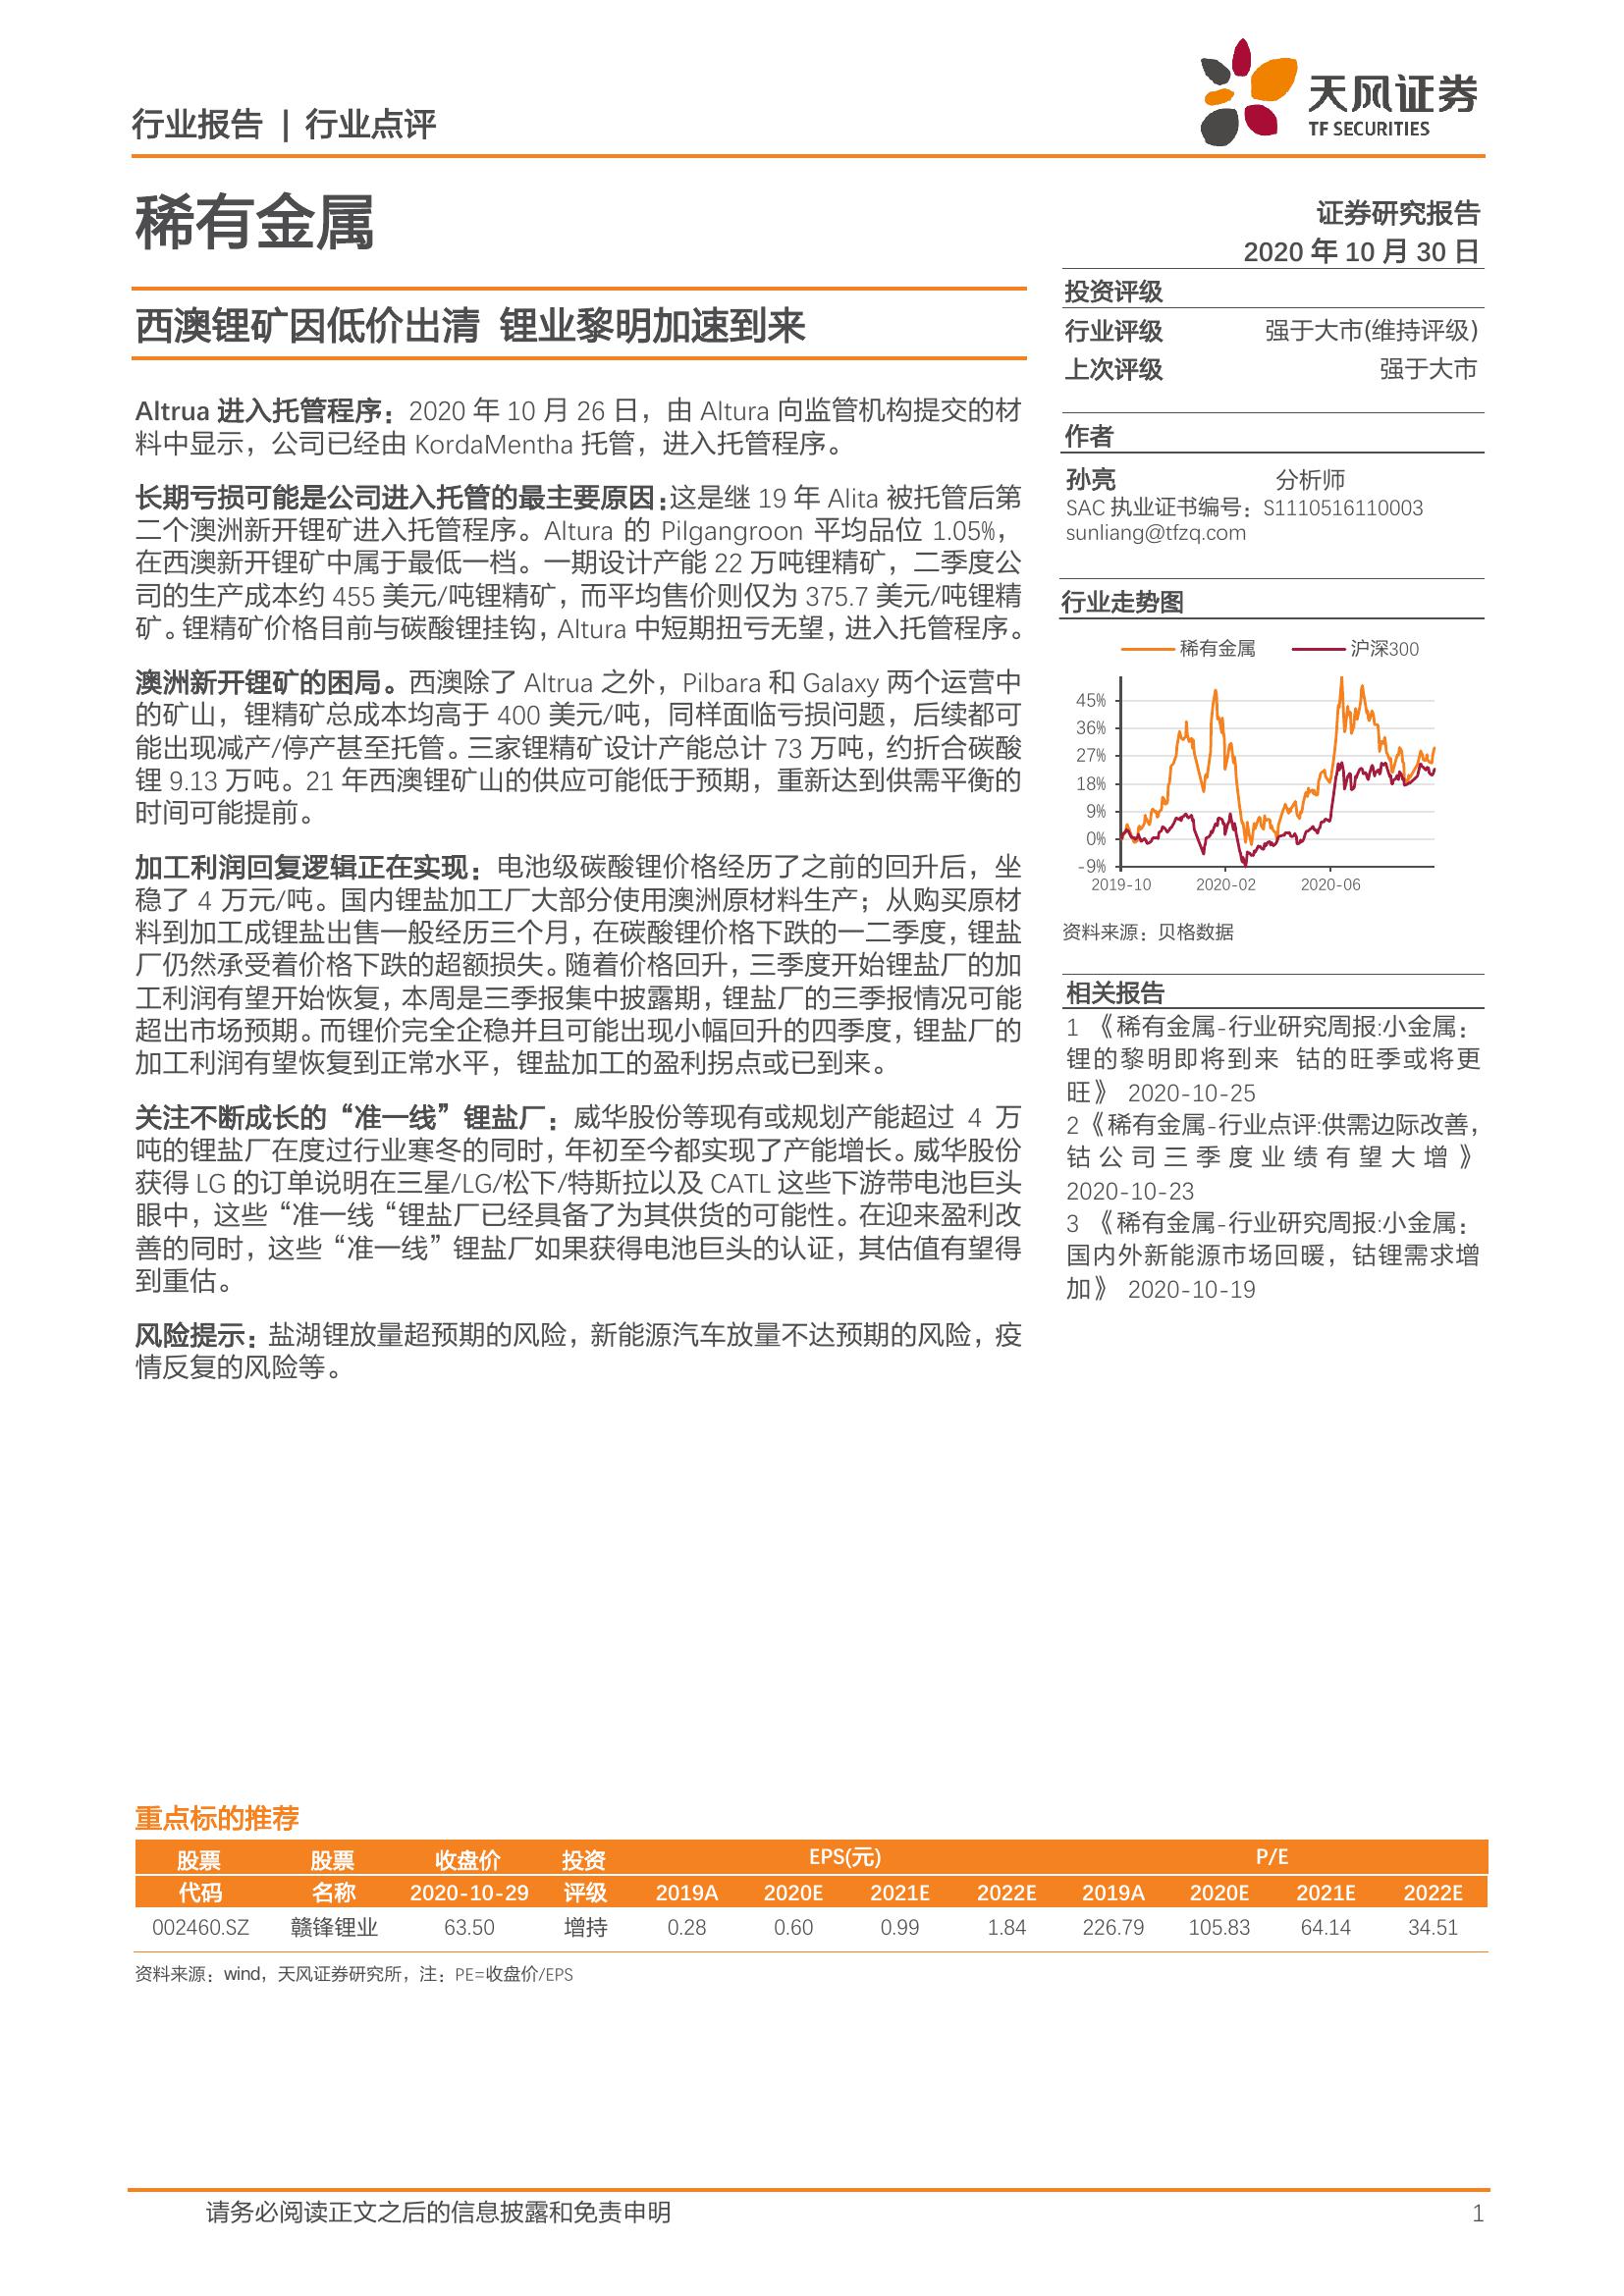 行业报告 | 行业点评
天风证券
TF SECURITIES
稀有金属
西澳锂矿因低价出清 锂业黎明加速到来
Altrua 进入托管程序：2020 年 10 月 26 日，由 Altura 向监管机构提交的材
料中显示，公司已经由 KordaMentha 托管，进入托管程序。
长期亏损可能是公司进入托管的最主要原因：这是继 19 年 Alita 被托管后第
二个澳洲新开锂矿进入托管程序。Altura 的 Pilgangroon 平均品位 1.05%，
在西澳新开锂矿中属于最低一档。一期设计产能 22 万吨锂精矿，二季度公
司的生产成本约 455 美元/吨锂精矿，而平均售价则仅为 375.7 美元/吨锂精
矿。锂精矿价格目前与碳酸锂挂钩，Altura 中短期扭亏无望，进入托管程序。
澳洲新开锂矿的困局。西澳除了 Altrua 之外，Pilbara 和 Galaxy 两个运营中
的矿山，锂精矿总成本均高于 400 美元/吨，同样面临亏损问题，后续都可
能出现减产/停产甚至托管。三家锂精矿设计产能总计 73 万吨，约折合碳酸
锂 9.13 万吨。21 年西澳锂矿山的供应可能低于预期，重新达到供需平衡的
时间可能提前。
加工利润回复逻辑正在实现：电池级碳酸锂价格经历了之前的回升后，坐
稳了 4 万元/吨。国内锂盐加工厂大部分使用澳洲原材料生产；从购买原材
料到加工成锂盐出售一般经历三个月，在碳酸锂价格下跌的一二季度，锂盐
厂仍然承受着价格下跌的超额损失。随着价格回升，三季度开始锂盐厂的加
工利润有望开始恢复，本周是三季报集中披露期，锂盐厂的三季报情况可能
超出市场预期。而锂价完全企稳并且可能出现小幅回升的四季度，锂盐厂的
加工利润有望恢复到正常水平，锂盐加工的盈利拐点或已到来。
关注不断成长的“准一线”锂盐厂：威华股份等现有或规划产能超过 4 万
吨的锂盐厂在度过行业寒冬的同时，年初至今都实现了产能增长。威华股份
获得 LG 的订单说明在三星/LG/松下/特斯拉以及 CATL 这些下游带电池巨头
眼中，这些“准一线“锂盐厂已经具备了为其供货的可能性。在迎来盈利改
善的同时，这些“准一线”锂盐厂如果获得电池巨头的认证，其估值有望得
到重估。
风险提示：盐湖锂放量超预期的风险，新能源汽车放量不达预期的风险，疫
情反复的风险等。
证券研究报告
2020 年 10 月 30 日
投资评级
行业评级 强于大市(维持评级)
上次评级 强于大市
作者
孙亮 分析师
SAC 执业证书编号：S1110516110003
sunliang@tfzq.com
行业走势图
稀有金属 沪深300
45%
36%
27%
18%
9%
0%
-9%
2019-10 2020-02 2020-06
资料来源：贝格数据
相关报告
1 《稀有金属-行业研究周报:小金属：
锂的黎明即将到来 钴的旺季或将更
旺》 2020-10-25
2《稀有金属-行业点评:供需边际改善，
钴公司三季度业绩有望大增》
2020-10-23
3 《稀有金属-行业研究周报:小金属：
国内外新能源市场回暖，钴锂需求增
加》 2020-10-19
重点标的推荐
股票 股票 收盘价 投资 EPS(元) P/E
代码 名称 2020-10-29 评级 2019A 2020E 2021E 2022E 2019A 2020E 2021E 2022E
002460.SZ 赣锋锂业 63.50 增持 0.28 0.60 0.99 1.84 226.79 105.83 64.14 34.51
资料来源：wind，天风证券研究所，注：PE=收盘价/EPS
请务必阅读正文之后的信息披露和免责申明 1